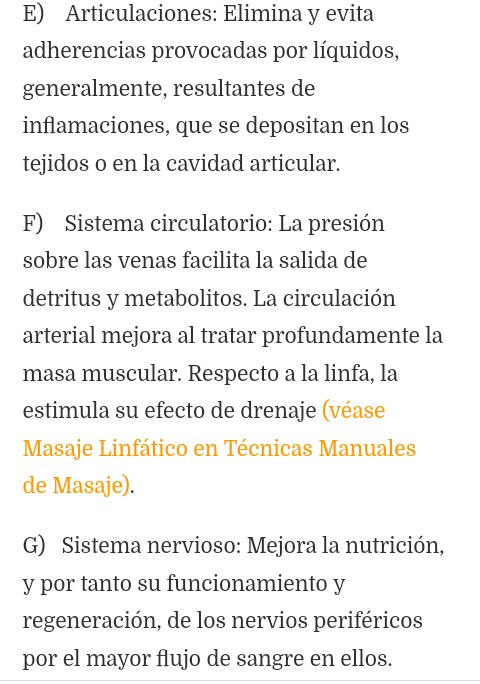 E) Articulaciones: Elimina y evita
adherencias provocadas por líquidos,
generalmente, resultantes de
inflamaciones, que se depositan en los
tejidos o en la cavidad articular.
F) Sistema circulatorio: La presión
sobre las venas facilita la salida de
detritus y metabolitos. La circulación
arterial mejora al tratar profundamente la
masa muscular. Respecto a la linfa, la
estimula su efecto de drenaje (véase
Masaje Linfático en Técnicas Manuales
de Masaje).
G) Sistema nervioso: Mejora la nutrición,
y por tanto su funcionamiento y
regeneración, de los nervios periféricos
por el mayor flujo de sangre en ellos.